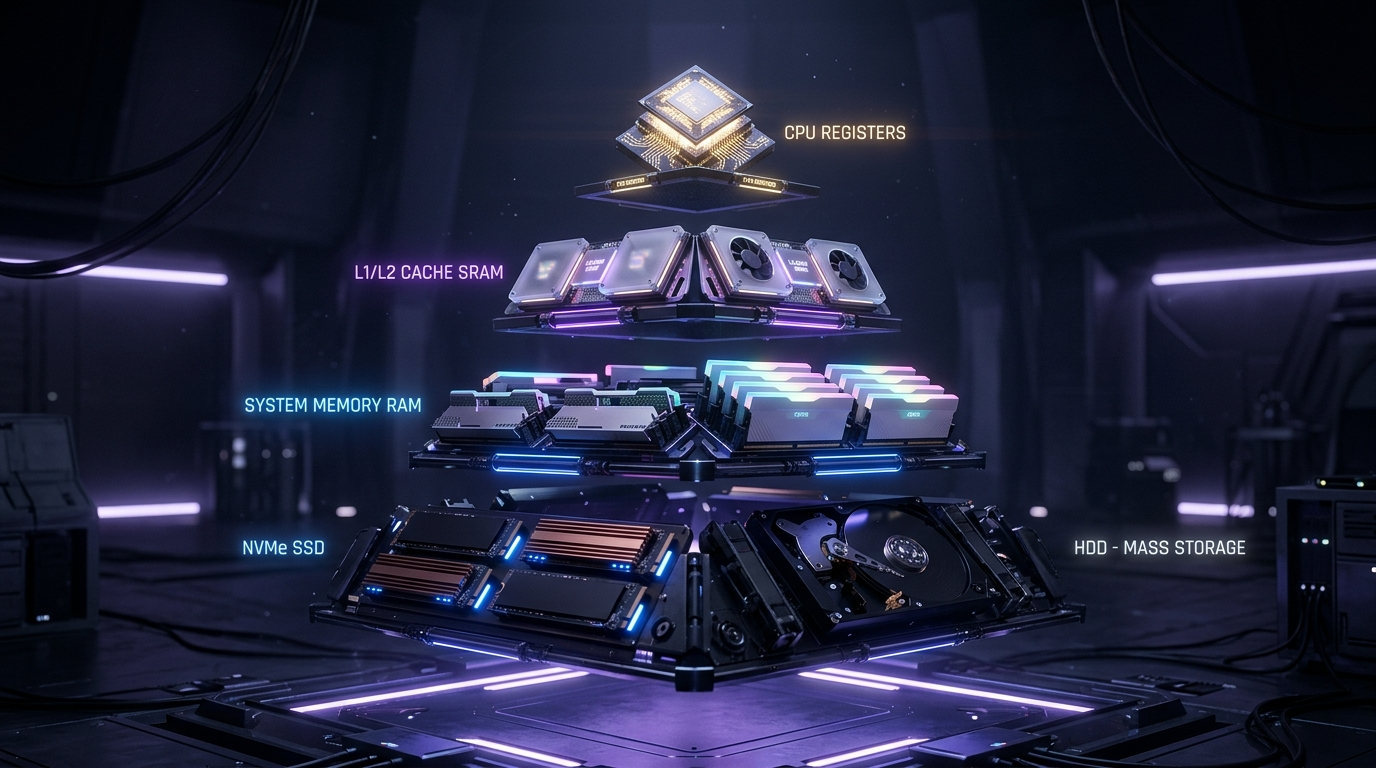 CPU REGISTERS
L1/L2 CACHE SRAM
SYSTEM MEMORY RAM
NVMe SSD
HDD - MASS STORAGE